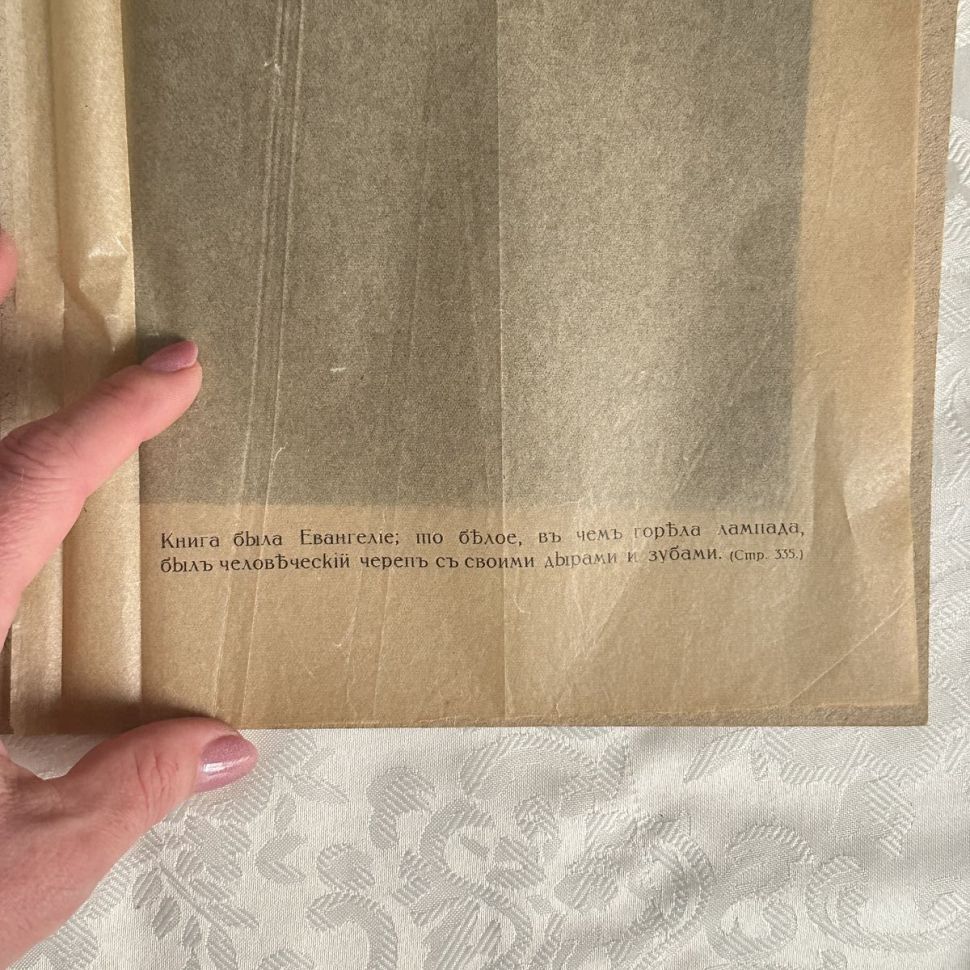 Книга была Евангеліе; то бѣлое, въ чемъ горѣла лампада,
былъ человѣческій черепъ съ своими дырами и зубами. (Стр. 335.)